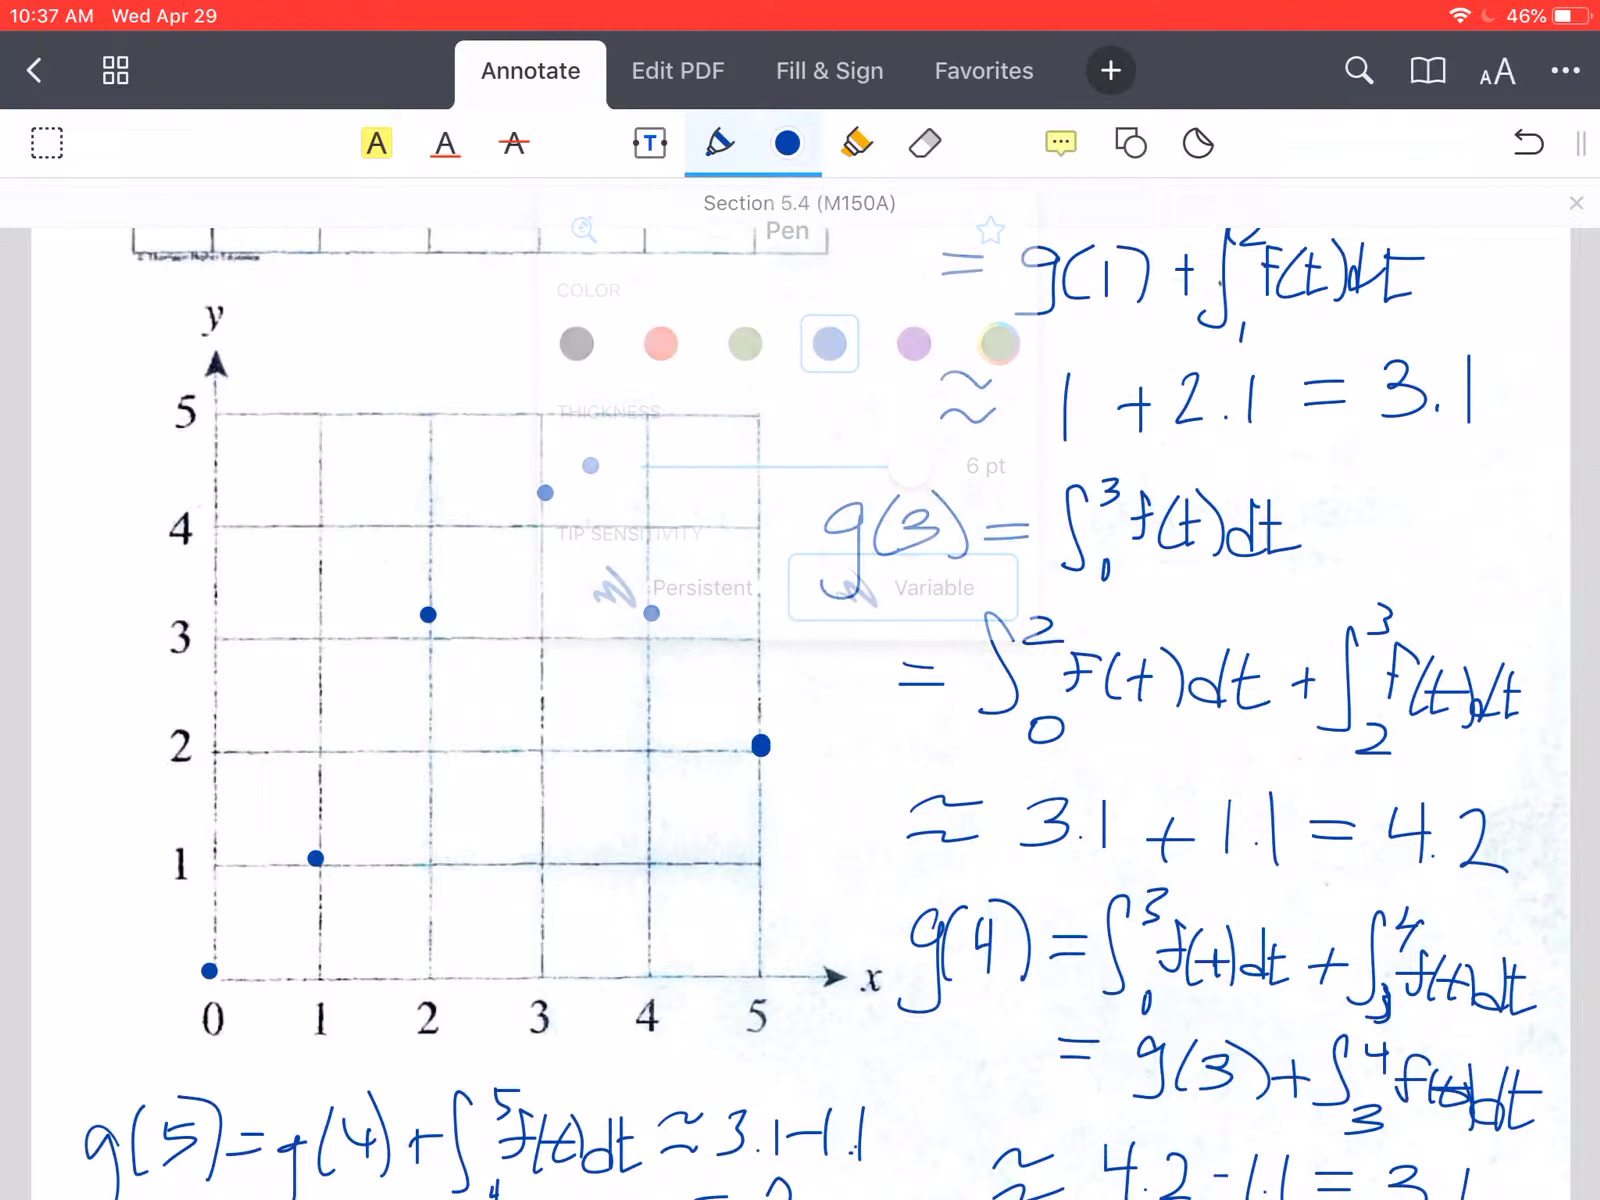 10:37 AM Wed Apr 29 46%
Annotate Edit PDF Fill & Sign Favorites + AA
A A A T
Section 5.4 (M150A)
Pen
COLOR
THICKNESS
6 pt
TIP SENSITIVITY
Persistent Variable
y
5
4
3
2
1
0 1 2 3 4 5 x
= g(1) + ∫₁² f(t)dt
≈ 1 + 2.1 = 3.1
g(3) = ∫₀³ f(t)dt
= ∫₀² f(t)dt + ∫₂³ f(t)dt
≈ 3.1 + 1.1 = 4.2
g(4) = ∫₀³ f(t)dt + ∫₃⁴ f(t)dt
= g(3) + ∫₃⁴ f(t)dt
≈ 4.2 - 1.1 = 3.1
g(5) = g(4) + ∫₄⁵ f(t)dt ≈ 3.1 - 1.1
= 2